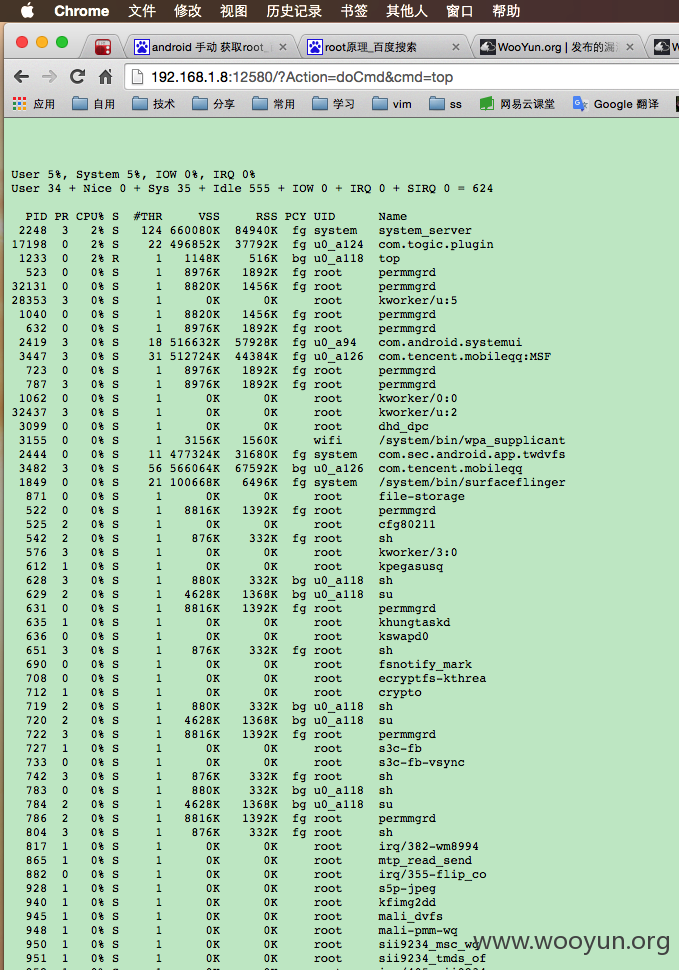 Chrome 文件 修改 视图 历史记录 书签 其他人 窗口 帮助
android 手动 获取root_ × root原理_百度搜索 × WooYun.org | 发布的漏 × W
192.168.1.8:12580/?Action=doCmd&cmd=top
应用 自用 技术 分享 常用 学习 vim ss 网易云课堂 Google 翻译
User 5%, System 5%, IOW 0%, IRQ 0%
User 34 + Nice 0 + Sys 35 + Idle 555 + IOW 0 + IRQ 0 + SIRQ 0 = 624
PID PR CPU% S #THR VSS RSS PCY UID Name
2248 3 2% S 124 660080K 84940K fg system system_server
17198 0 2% S 22 496852K 37792K fg u0_a124 com.togic.plugin
1233 0 2% R 1 1148K 516K bg u0_a118 top
523 0 0% S 1 8976K 1892K fg root permmgrd
32131 0 0% S 1 8820K 1456K fg root permmgrd
28353 3 0% S 1 0K 0K root kworker/u:5
1040 0 0% S 1 8820K 1456K fg root permmgrd
632 0 0% S 1 8976K 1892K fg root permmgrd
2419 3 0% S 18 516632K 57928K fg u0_a94 com.android.systemui
3447 3 0% S 31 512724K 44384K fg u0_a126 com.tencent.mobileqq:MSF
723 0 0% S 1 8976K 1892K fg root permmgrd
787 3 0% S 1 8976K 1892K fg root permmgrd
1062 0 0% S 1 0K 0K root kworker/0:0
32437 3 0% S 1 0K 0K root kworker/u:2
3099 0 0% S 1 0K 0K root dhd_dpc
3155 0 0% S 1 3156K 1560K wifi /system/bin/wpa_supplicant
2444 0 0% S 11 477324K 31680K fg system com.sec.android.app.twdvfs
3482 3 0% S 56 566064K 67592K bg u0_a126 com.tencent.mobileqq
1849 0 0% S 21 100668K 6496K fg system /system/bin/surfaceflinger
871 0 0% S 1 0K 0K root file-storage
522 0 0% S 1 8816K 1392K fg root permmgrd
525 2 0% S 1 0K 0K root cfg80211
542 2 0% S 1 876K 332K fg root sh
576 3 0% S 1 0K 0K root kworker/3:0
612 1 0% S 1 0K 0K root kpegasusq
628 3 0% S 1 880K 332K bg u0_a118 sh
629 2 0% S 1 4628K 1368K bg u0_a118 su
631 0 0% S 1 8816K 1392K fg root permmgrd
635 1 0% S 1 0K 0K root khungtaskd
636 0 0% S 1 0K 0K root kswapd0
651 3 0% S 1 876K 332K fg root sh
690 0 0% S 1 0K 0K root fsnotify_mark
708 0 0% S 1 0K 0K root ecryptfs-kthrea
712 1 0% S 1 0K 0K root crypto
719 2 0% S 1 880K 332K bg u0_a118 sh
720 2 0% S 1 4628K 1368K bg u0_a118 su
722 3 0% S 1 8816K 1392K fg root permmgrd
727 1 0% S 1 0K 0K root s3c-fb
733 0 0% S 1 0K 0K root s3c-fb-vsync
742 3 0% S 1 876K 332K fg root sh
783 0 0% S 1 880K 332K bg u0_a118 sh
784 2 0% S 1 4628K 1368K bg u0_a118 su
786 2 0% S 1 8816K 1392K fg root permmgrd
804 3 0% S 1 876K 332K fg root sh
817 1 0% S 1 0K 0K root irq/382-wm8994
865 1 0% S 1 0K 0K root mtp_read_send
882 0 0% S 1 0K 0K root irq/355-flip_co
928 1 0% S 1 0K 0K root s5p-jpeg
940 1 0% S 1 0K 0K root kfimg2dd
945 1 0% S 1 0K 0K root mali_dvfs
948 1 0% S 1 0K 0K root mali-pmm-wq
950 1 0% S 1 0K 0K root sii9234_msc_wq
951 1 0% S 1 0K 0K root sii9234_tmds_of
www.wooyun.org